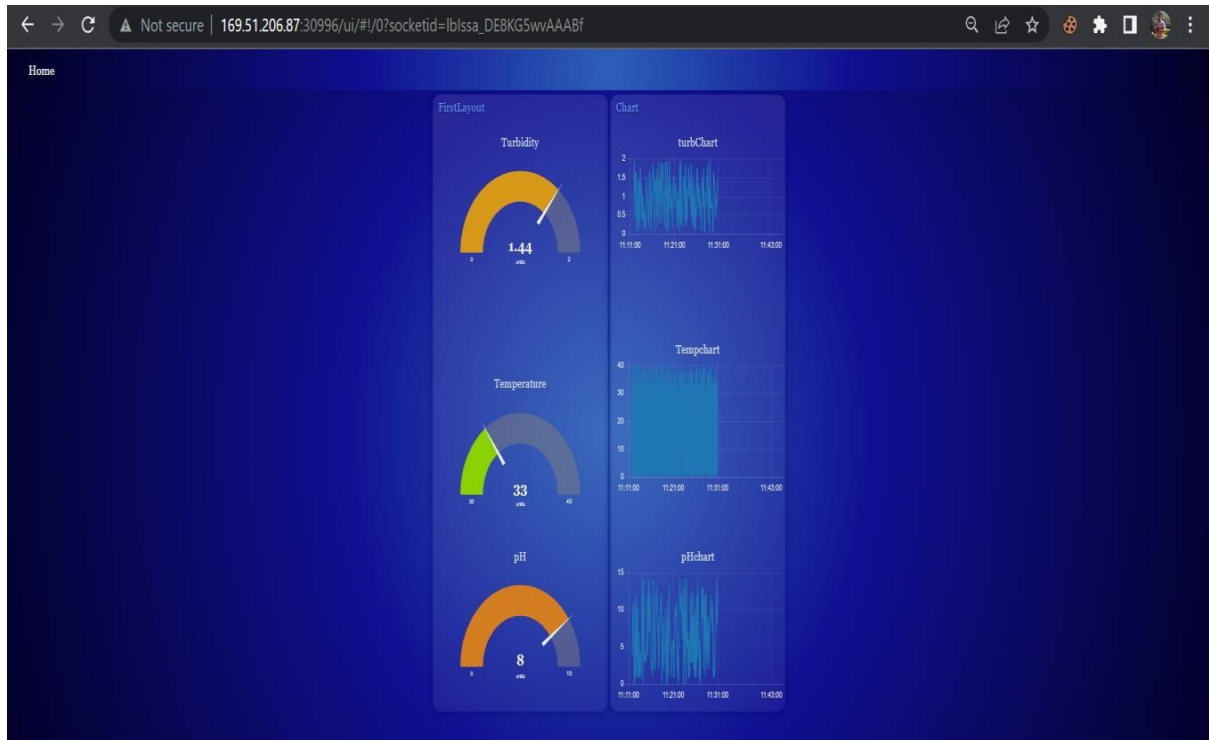 Not secure | 169.51.206.87:30996/ui/#!/0?socketid=lblssa_DE8KG5wvAAABf
Home
FirstLayout
Turbidity
1.44
units
0
2
Temperature
33
units
30
40
pH
8
units
0
10
Chart
turbChart
2
1.5
1
0.5
0
11:11:00 11:21:00 11:31:00 11:43:00
Tempchart
40
30
20
10
0
11:11:00 11:21:00 11:31:00 11:43:00
pHchart
15
10
5
0
11:11:00 11:21:00 11:31:00 11:43:00